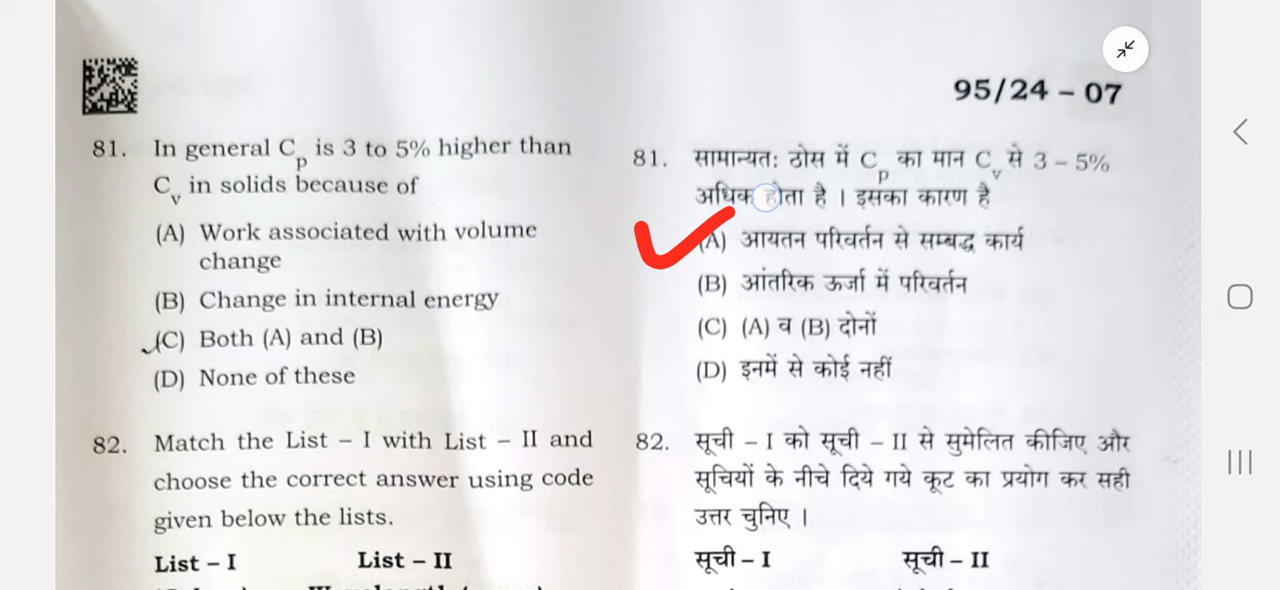 95/24 – 07
81. In general Cp is 3 to 5% higher than
Cv in solids because of
(A) Work associated with volume
change
(B) Change in internal energy
(C) Both (A) and (B)
(D) None of these
82. Match the List – I with List – II and
choose the correct answer using code
given below the lists.
List – I List – II
81. सामान्यतः ठोस में Cp का मान Cv से 3 – 5%
अधिक होता है । इसका कारण है
(A) आयतन परिवर्तन से सम्बद्ध कार्य
(B) आंतरिक ऊर्जा में परिवर्तन
(C) (A) व (B) दोनों
(D) इनमें से कोई नहीं
82. सूची – I को सूची – II से सुमेलित कीजिए और
सूचियों के नीचे दिये गये कूट का प्रयोग कर सही
उत्तर चुनिए ।
सूची – I सूची – II